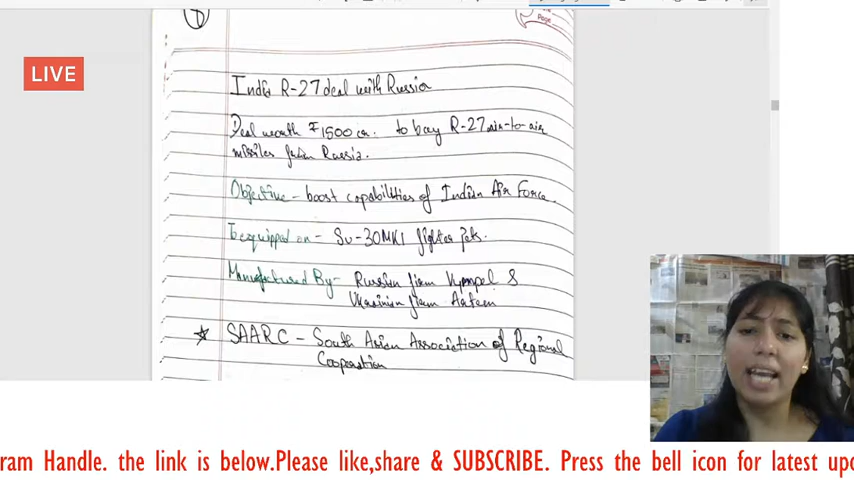 Page
LIVE
India R-27 deal with Russia
Deal worth ₹1500 cr. to buy R-27 air-to-air
missiles from Russia.
Objective - boost capabilities of Indian Air Force.
To equipped on - Su-30MKI fighter jets.
Manufactured By - Russian firm Vympel &
Ukrainian firm Artem
SAARC - South Asian Association of Regional
Cooperation
ram Handle. the link is below.Please like,share & SUBSCRIBE. Press the bell icon for latest upd